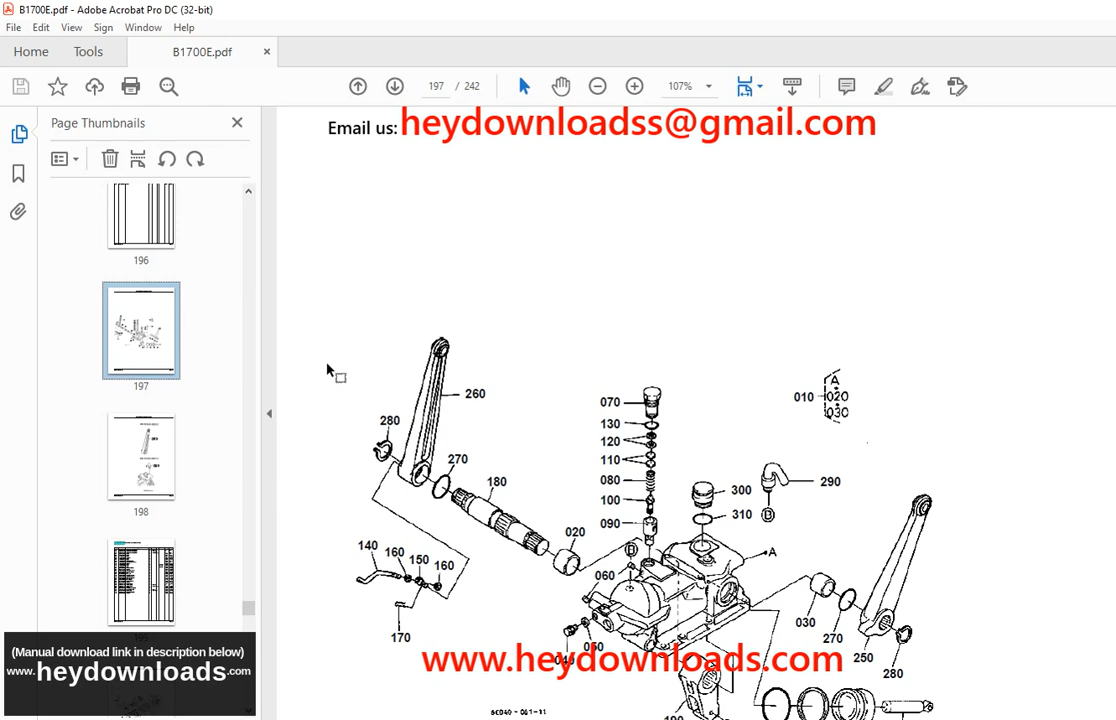 B1700E.pdf - Adobe Acrobat Pro DC (32-bit)
File Edit View Sign Window Help
Home Tools B1700E.pdf ×
197 / 242 107%
Page Thumbnails
196
197
198
Email us: heydownloadss@gmail.com
260
280
270
180
070
130
120
110
080
100
090
020
300
310
290
B
010
A
020
030
A
B
060
140
160
150
160
170
040
050
030
270
250
280
www.heydownloads.com
190
(Manual download link in description below)
www.heydownloads.com